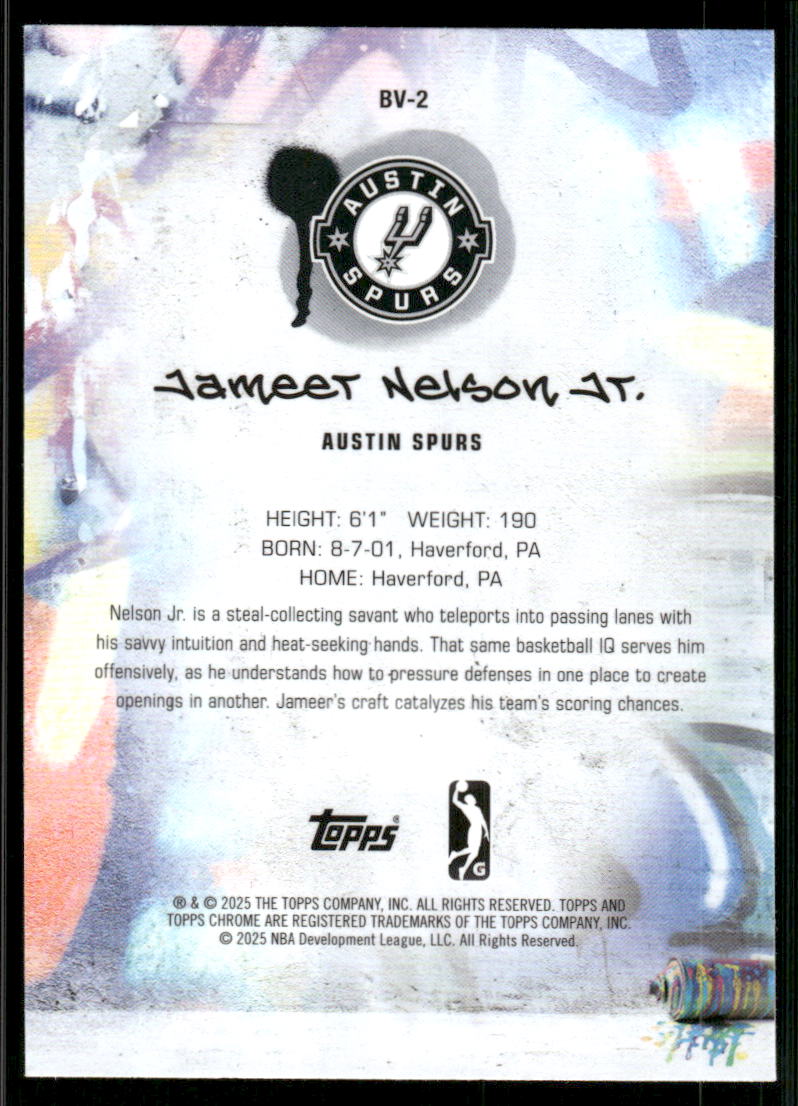 BV-2
AUSTIN
SPURS
Jameer Nelson Jr.
AUSTIN SPURS
HEIGHT: 6'1" WEIGHT: 190
BORN: 8-7-01, Haverford, PA
HOME: Haverford, PA
Nelson Jr. is a steal-collecting savant who teleports into passing lanes with
his savvy intuition and heat-seeking hands. That same basketball IQ serves him
offensively, as he understands how to pressure defenses in one place to create
openings in another. Jameer's craft catalyzes his team's scoring chances.
topps®
G
® & © 2025 THE TOPPS COMPANY, INC. ALL RIGHTS RESERVED. TOPPS AND
TOPPS CHROME ARE REGISTERED TRADEMARKS OF THE TOPPS COMPANY, INC.
© 2025 NBA Development League, LLC. All Rights Reserved.